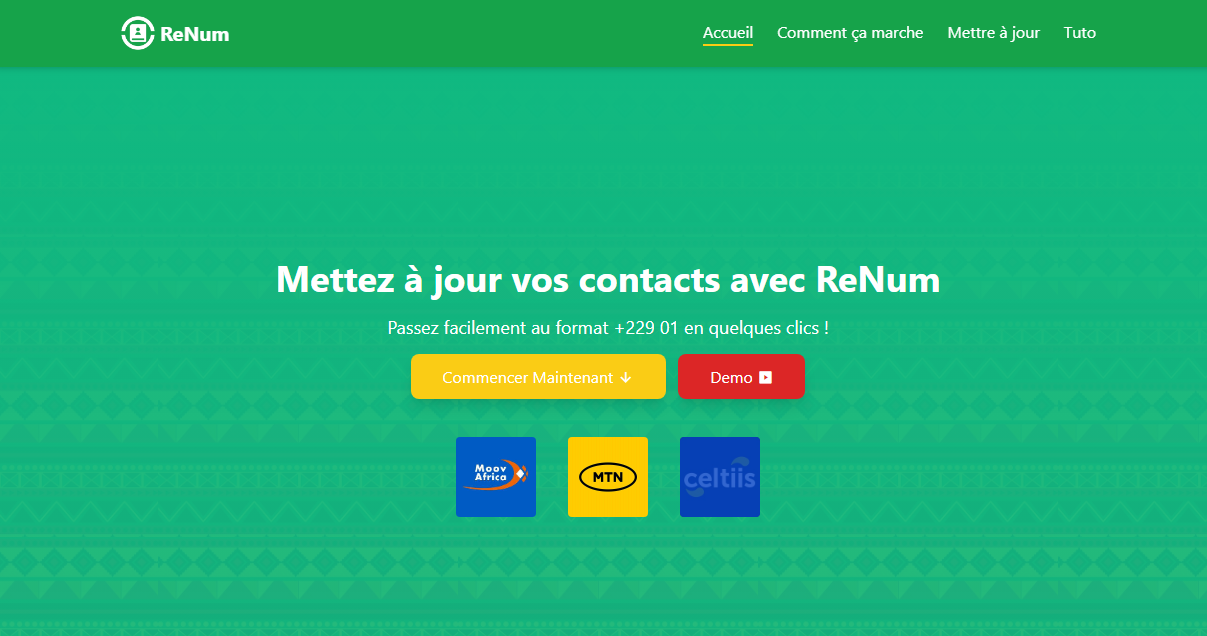 ReNum
Accueil Comment ça marche Mettre à jour Tuto
Mettez à jour vos contacts avec ReNum
Passez facilement au format +229 01 en quelques clics !
Commencer Maintenant ↓
Demo
Moov
Africa
MTN
celtiis